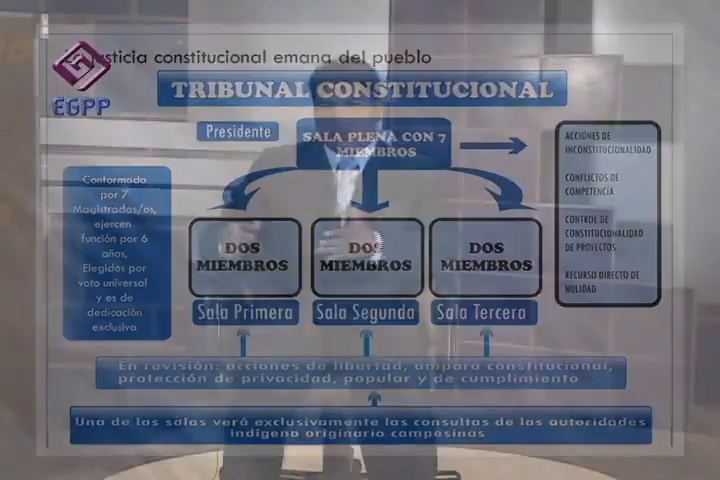 La justicia constitucional emana del pueblo
EGPP
TRIBUNAL CONSTITUCIONAL
Presidente
SALA PLENA CON 7
MIEMBROS
ACCIONES DE
INCONSTITUCIONALIDAD
CONFLICTOS DE
COMPETENCIA
CONTROL DE
CONSTITUCIONALIDAD
DE PROYECTOS
RECURSO DIRECTO DE
NULIDAD
Conformado
por 7
Magistradas/os,
ejercen
función por 6
años,
Elegidos por
voto universal
y es de
dedicación
exclusiva
DOS
MIEMBROS
DOS
MIEMBROS
DOS
MIEMBROS
Sala Primera
Sala Segunda
Sala Tercera
En revisión: acciones de libertad, amparo constitucional,
protección de privacidad, popular y de cumplimiento
Una de las salas verá exclusivamente las consultas de las autoridades
indígena originario campesinas